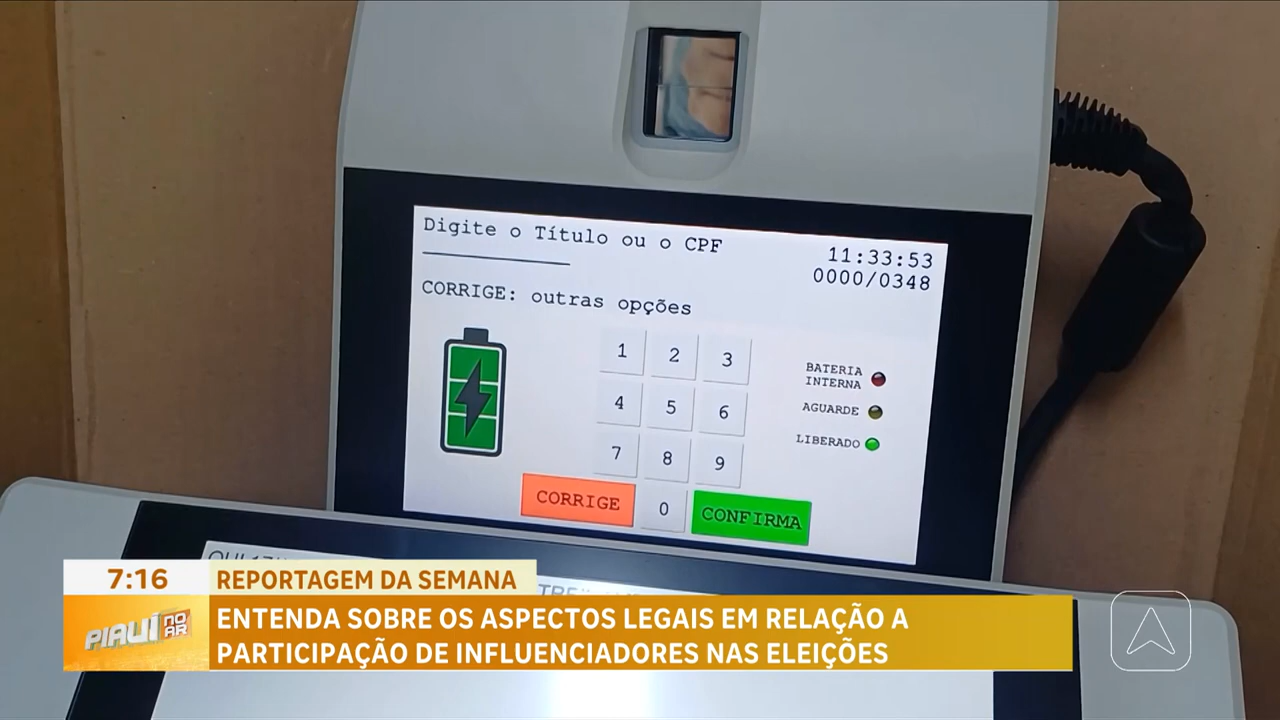 Digite o Título ou o CPF
11:33:53
0000/0348
CORRIGE: outras opções
1 2 3
4 5 6
7 8 9
CORRIGE 0 CONFIRMA
BATERIA
INTERNA
AGUARDE
LIBERADO
7:16
REPORTAGEM DA SEMANA
PIAUÍ NO AR
ENTENDA SOBRE OS ASPECTOS LEGAIS EM RELAÇÃO A
PARTICIPAÇÃO DE INFLUENCIADORES NAS ELEIÇÕES